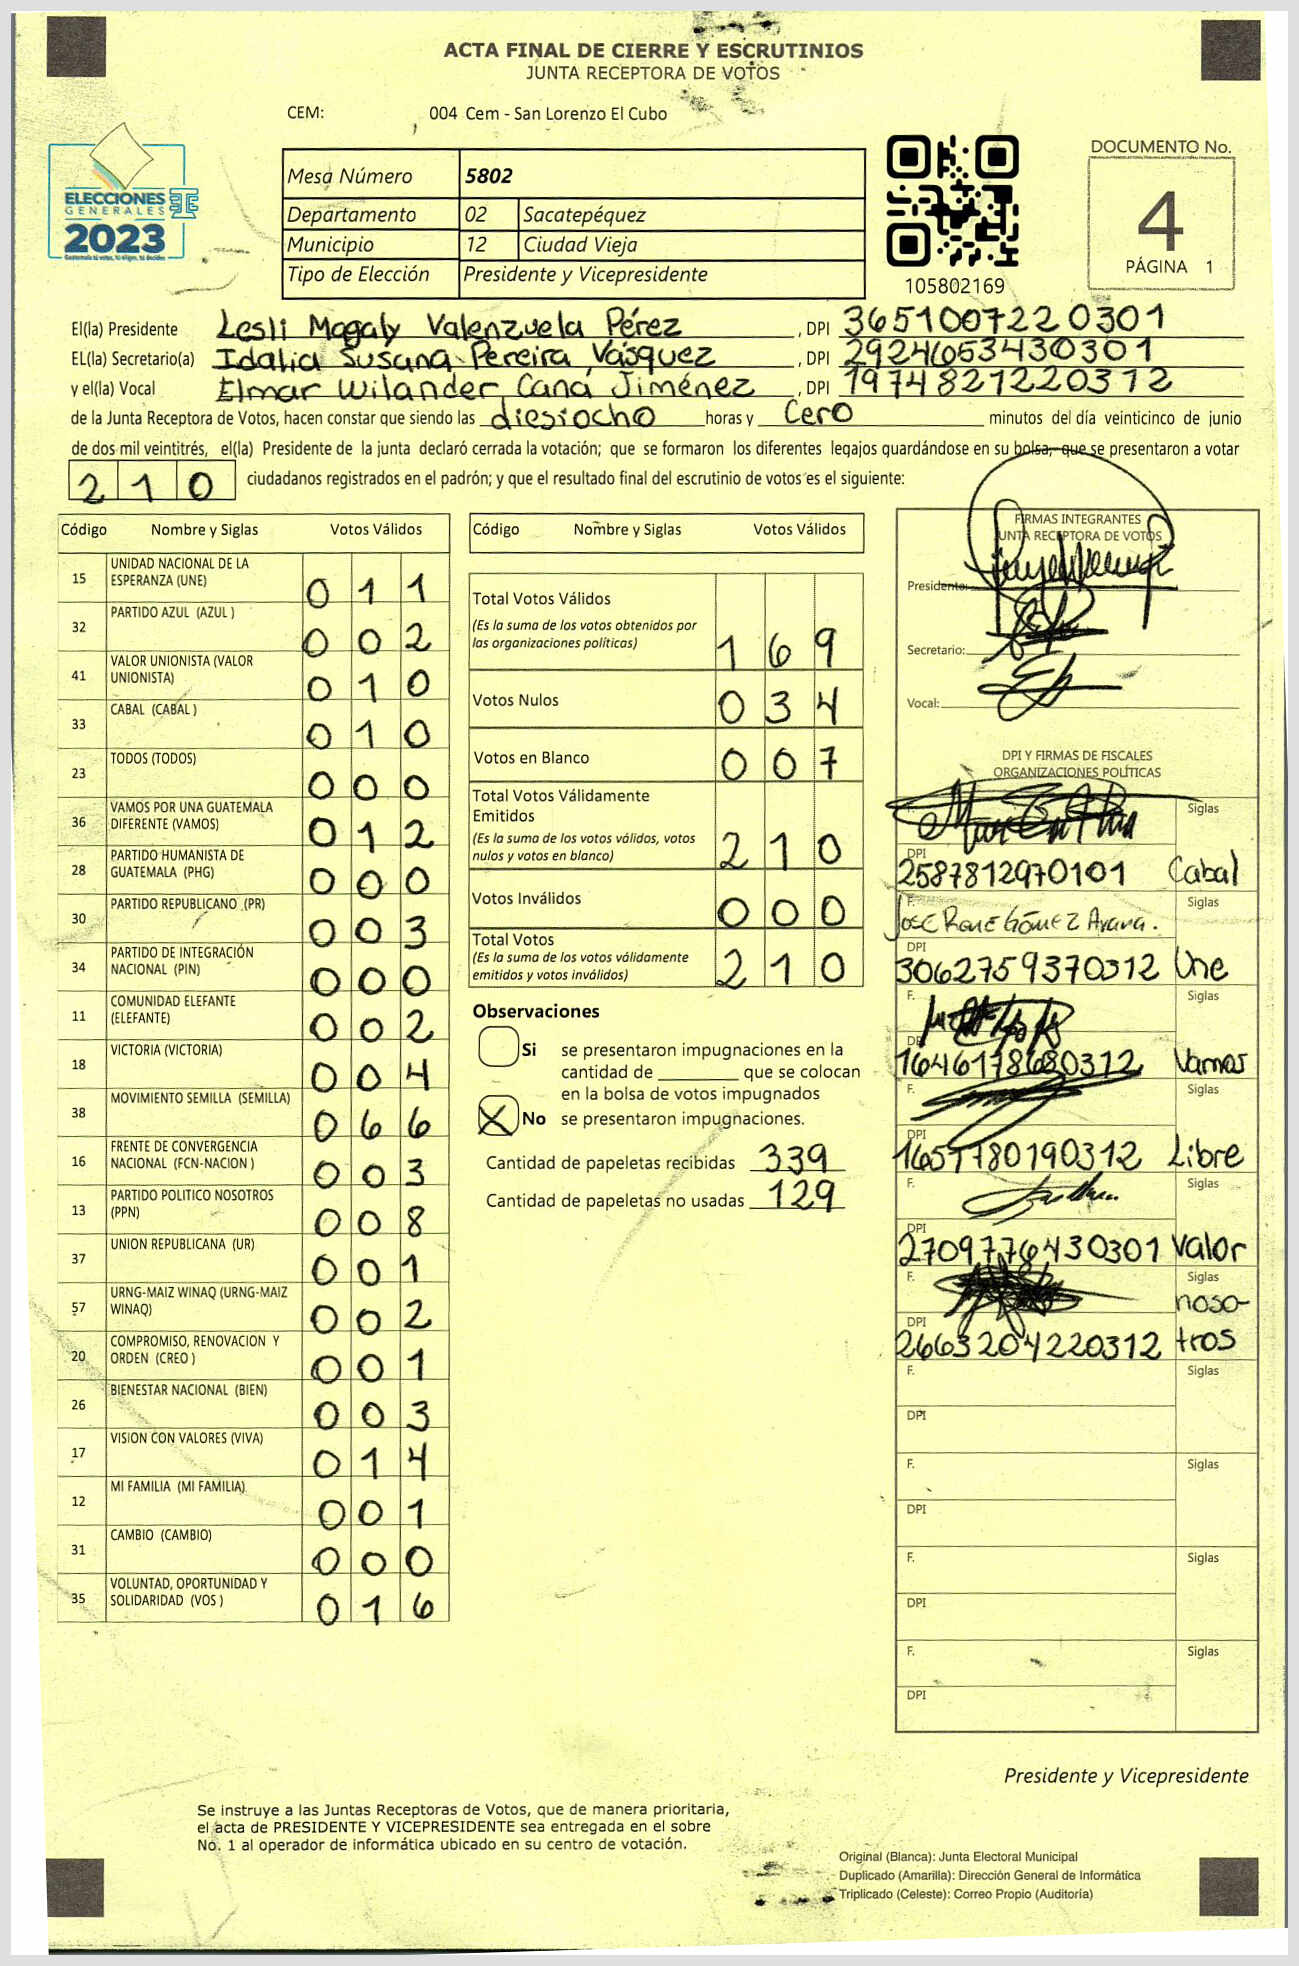 ACTA FINAL DE CIERRE Y ESCRUTINIOS
JUNTA RECEPTORA DE VOTOS
CEM: 004 Cem - San Lorenzo El Cubo
ELECCIONES
GENERALES
2023
Guatemala tú votas, tú eliges, tú decides
Mesa Número 5802
Departamento 02 Sacatepéquez
Municipio 12 Ciudad Vieja
Tipo de Elección Presidente y Vicepresidente
105802169
DOCUMENTO No.
4
PÁGINA 1
El(la) Presidente Lesli Magaly Valenzuela Pérez, DPI 3651007220301
EL(la) Secretario(a) Idalia Susana Pereira Vásquez, DPI 2924653430301
y el(la) Vocal Elmar Wilander Caná Jiménez, DPI 1974821220312
de la Junta Receptora de Votos, hacen constar que siendo las diesiocho horas y Cero minutos del día veinticinco de junio
de dos mil veintitrés, el(la) Presidente de la junta declaró cerrada la votación; que se formaron los diferentes legajos guardándose en su bolsa, que se presentaron a votar
210 ciudadanos registrados en el padrón; y que el resultado final del escrutinio de votos es el siguiente:
Código Nombre y Siglas Votos Válidos
15 UNIDAD NACIONAL DE LA ESPERANZA (UNE) 011
32 PARTIDO AZUL (AZUL ) 002
41 VALOR UNIONISTA (VALOR UNIONISTA) 010
33 CABAL (CABAL ) 010
23 TODOS (TODOS) 000
36 VAMOS POR UNA GUATEMALA DIFERENTE (VAMOS) 012
28 PARTIDO HUMANISTA DE GUATEMALA (PHG) 000
30 PARTIDO REPUBLICANO (PR) 003
34 PARTIDO DE INTEGRACIÓN NACIONAL (PIN) 000
11 COMUNIDAD ELEFANTE (ELEFANTE) 002
18 VICTORIA (VICTORIA) 004
38 MOVIMIENTO SEMILLA (SEMILLA) 066
16 FRENTE DE CONVERGENCIA NACIONAL (FCN-NACION ) 003
13 PARTIDO POLITICO NOSOTROS (PPN) 008
37 UNION REPUBLICANA (UR) 001
57 URNG-MAIZ WINAQ (URNG-MAIZ WINAQ) 002
20 COMPROMISO, RENOVACION Y ORDEN (CREO ) 001
26 BIENESTAR NACIONAL (BIEN) 003
17 VISION CON VALORES (VIVA) 014
12 MI FAMILIA (MI FAMILIA) 001
31 CAMBIO (CAMBIO) 000
35 VOLUNTAD, OPORTUNIDAD Y SOLIDARIDAD (VOS ) 016
Código Nombre y Siglas Votos Válidos
Total Votos Válidos
(Es la suma de los votos obtenidos por
las organizaciones políticas) 169
Votos Nulos 034
Votos en Blanco 007
Total Votos Válidamente
Emitidos
(Es la suma de los votos válidos, votos
nulos y votos en blanco) 210
Votos Inválidos 000
Total Votos
(Es la suma de los votos válidamente
emitidos y votos inválidos) 210
Observaciones
Si se presentaron impugnaciones en la
cantidad de ________ que se colocan
en la bolsa de votos impugnados
X No se presentaron impugnaciones.
Cantidad de papeletas recibidas 339
Cantidad de papeletas no usadas 129
FIRMAS INTEGRANTES
JUNTA RECEPTORA DE VOTOS
Presidente:
Secretario:
Vocal:
DPI Y FIRMAS DE FISCALES
ORGANIZACIONES POLÍTICAS
Siglas
DPI
2587812970101 Cabal
F. Jose Rene Gómez Arana. Siglas
DPI
3062759370312 Une
F. Siglas
DPI
1646178680312 Vamos
F. Siglas
DPI
1657780190312 Libre
F. Siglas
DPI
2709776430301 Valor
F. Siglas
noso-
DPI
2663204220312 tros
F. Siglas
DPI
F. Siglas
DPI
F. Siglas
DPI
F. Siglas
DPI
Presidente y Vicepresidente
Se instruye a las Juntas Receptoras de Votos, que de manera prioritaria,
el acta de PRESIDENTE Y VICEPRESIDENTE sea entregada en el sobre
No. 1 al operador de informática ubicado en su centro de votación.
Original (Blanca): Junta Electoral Municipal
Duplicado (Amarilla): Dirección General de Informática
Triplicado (Celeste): Correo Propio (Auditoría)